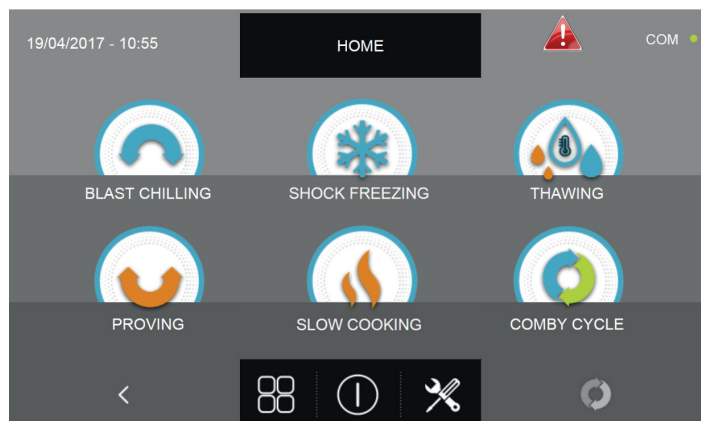 19/04/2017 - 10:55
HOME
COM
BLAST CHILLING
SHOCK FREEZING
THAWING
PROVING
SLOW COOKING
COMBY CYCLE